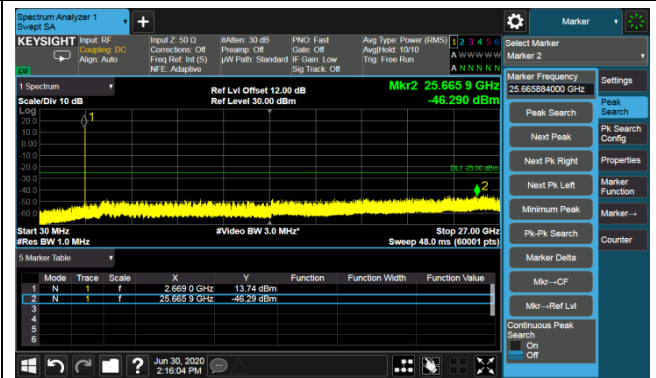 Spectrum Analyzer 1
Swept SA
Marker
KEYSIGHT
Input: RF
Coupling: DC
Align: Auto
Input Z: 50 Ω
Corrections: Off
Freq Ref: Int (S)
NFE: Adaptive
#Atten: 30 dB
Preamp: Off
µW Path: Standard
PNO: Fast
Gate: Off
IF Gain: Low
Sig Track: Off
Avg Type: Power (RMS)
Avg|Hold: 10/10
Trig: Free Run
1 2 3 4 5 6
A W W W W W
A N N N N N
Select Marker
Marker 2
LXI
1 Spectrum
Scale/Div 10 dB
Ref Lvl Offset 12.00 dB
Ref Level 30.00 dBm
Mkr2 25.665 9 GHz
-46.290 dBm
Log
20.0
10.0
0.00
-10.0
-20.0
-30.0
-40.0
-50.0
-60.0
1
DL1 -25.00 dBm
2
Start 30 MHz
#Res BW 1.0 MHz
#Video BW 3.0 MHz*
Stop 27.00 GHz
Sweep 48.0 ms (60001 pts)
5 Marker Table
Mode Trace Scale X Y Function Function Width Function Value
1 N 1 f 2.669 0 GHz 13.74 dBm
2 N 1 f 25.665 9 GHz -46.29 dBm
3
4
5
6
Marker Frequency
25.665884000 GHz
Peak Search
Next Peak
Next Pk Right
Next Pk Left
Minimum Peak
Pk-Pk Search
Marker Delta
Mkr→CF
Mkr→Ref Lvl
Continuous Peak
Search
On
Off
Settings
Peak
Search
Pk Search
Config
Properties
Marker
Function
Marker→
Counter
Jun 30, 2020
2:16:04 PM